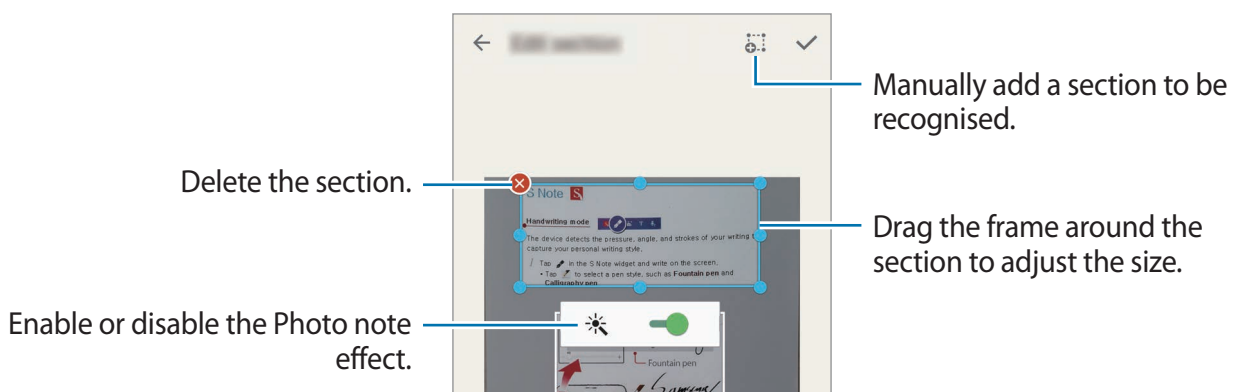 Manually add a section to be
recognised.
Delete the section.
S Note
Handwriting mode
The device detects the pressure, angle, and strokes of your writing
capture your personal writing style.
Tap in the S Note widget and write on the screen.
• Tap to select a pen style, such as Fountain pen and
Calligraphy pen
Drag the frame around the
section to adjust the size.
Enable or disable the Photo note
effect.
Fountain pen
Samsung